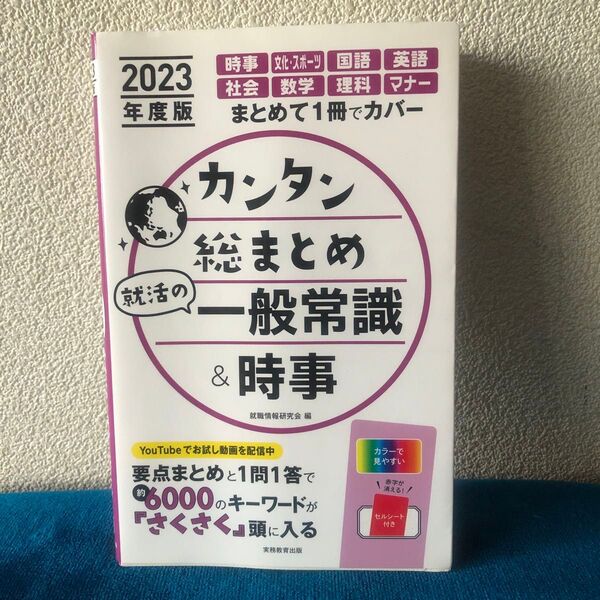 2023
年度版
時事 文化・スポーツ 国語 英語
社会 数学 理科 マナー
まとめて1冊でカバー
カンタン
総まとめ
就活の
一般常識
&時事
就職情報研究会 編
YouTubeでお試し動画を配信中
要点まとめと1問1答で
約6000のキーワードが
『さくさく』頭に入る
カラーで
見やすい
赤字が
消える!
セルシート
付き
実務教育出版